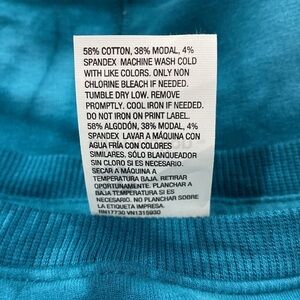 58% COTTON, 38% MODAL, 4%
SPANDEX MACHINE WASH COLD
WITH LIKE COLORS. ONLY NON
CHLORINE BLEACH IF NEEDED.
TUMBLE DRY LOW. REMOVE
PROMPTLY. COOL IRON IF NEEDED.
DO NOT IRON ON PRINT LABEL.
58% ALGODÓN, 38% MODAL, 4%
SPANDEX LAVAR A MÁQUINA CON
AGUA FRÍA CON COLORES
SIMILARES. SÓLO BLANQUEADOR
SIN CLORO SI ES NECESARIO.
SECAR A MÁQUINA A
TEMPERATURA BAJA. RETIRAR
OPORTUNAMENTE. PLANCHAR A
BAJA TEMPERATURA SI ES
NECESARIO. NO PLANCHAR SOBRE
LA ETIQUETA IMPRESA.
RN17730 VN1315930